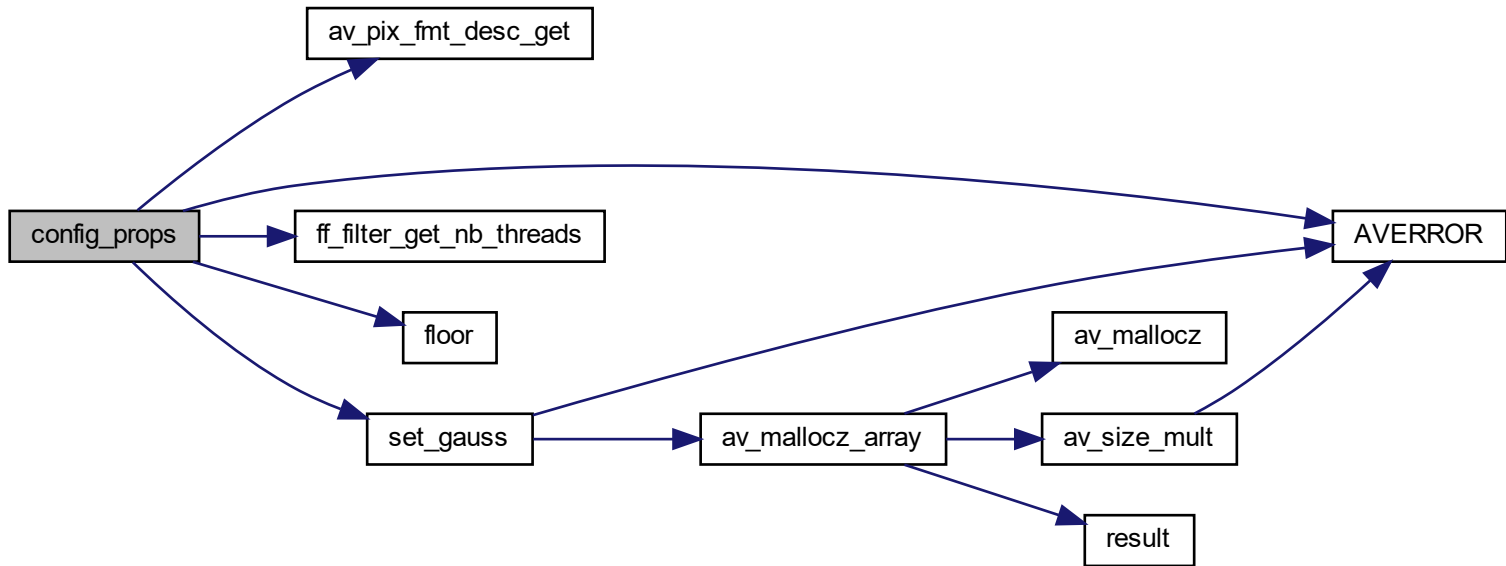 av_pix_fmt_desc_get
config_props
ff_filter_get_nb_threads
AVERROR
floor
av_mallocz
set_gauss
av_mallocz_array
av_size_mult
result